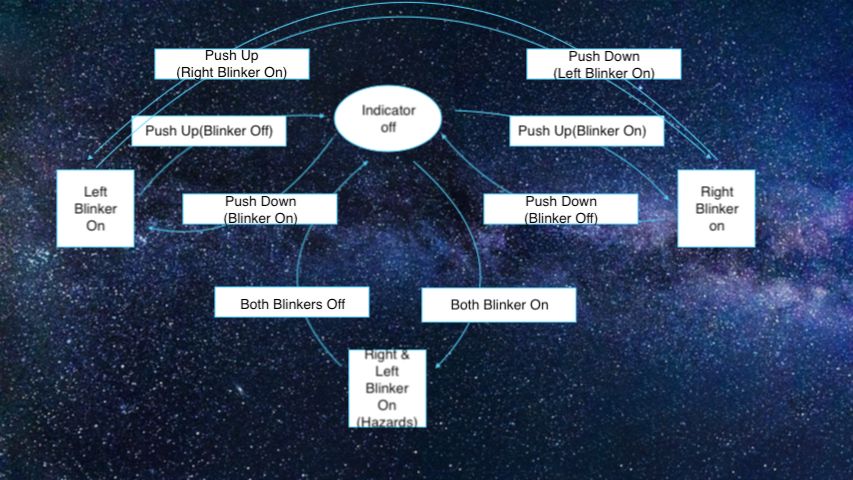 Push Up
(Right Blinker On)
Push Down
(Left Blinker On)
Indicator
off
Push Up(Blinker Off)
Push Up(Blinker On)
Left
Blinker
On
Right
Blinker
on
Push Down
(Blinker On)
Push Down
(Blinker Off)
Both Blinkers Off
Both Blinker On
Right &
Left
Blinker
On
(Hazards)